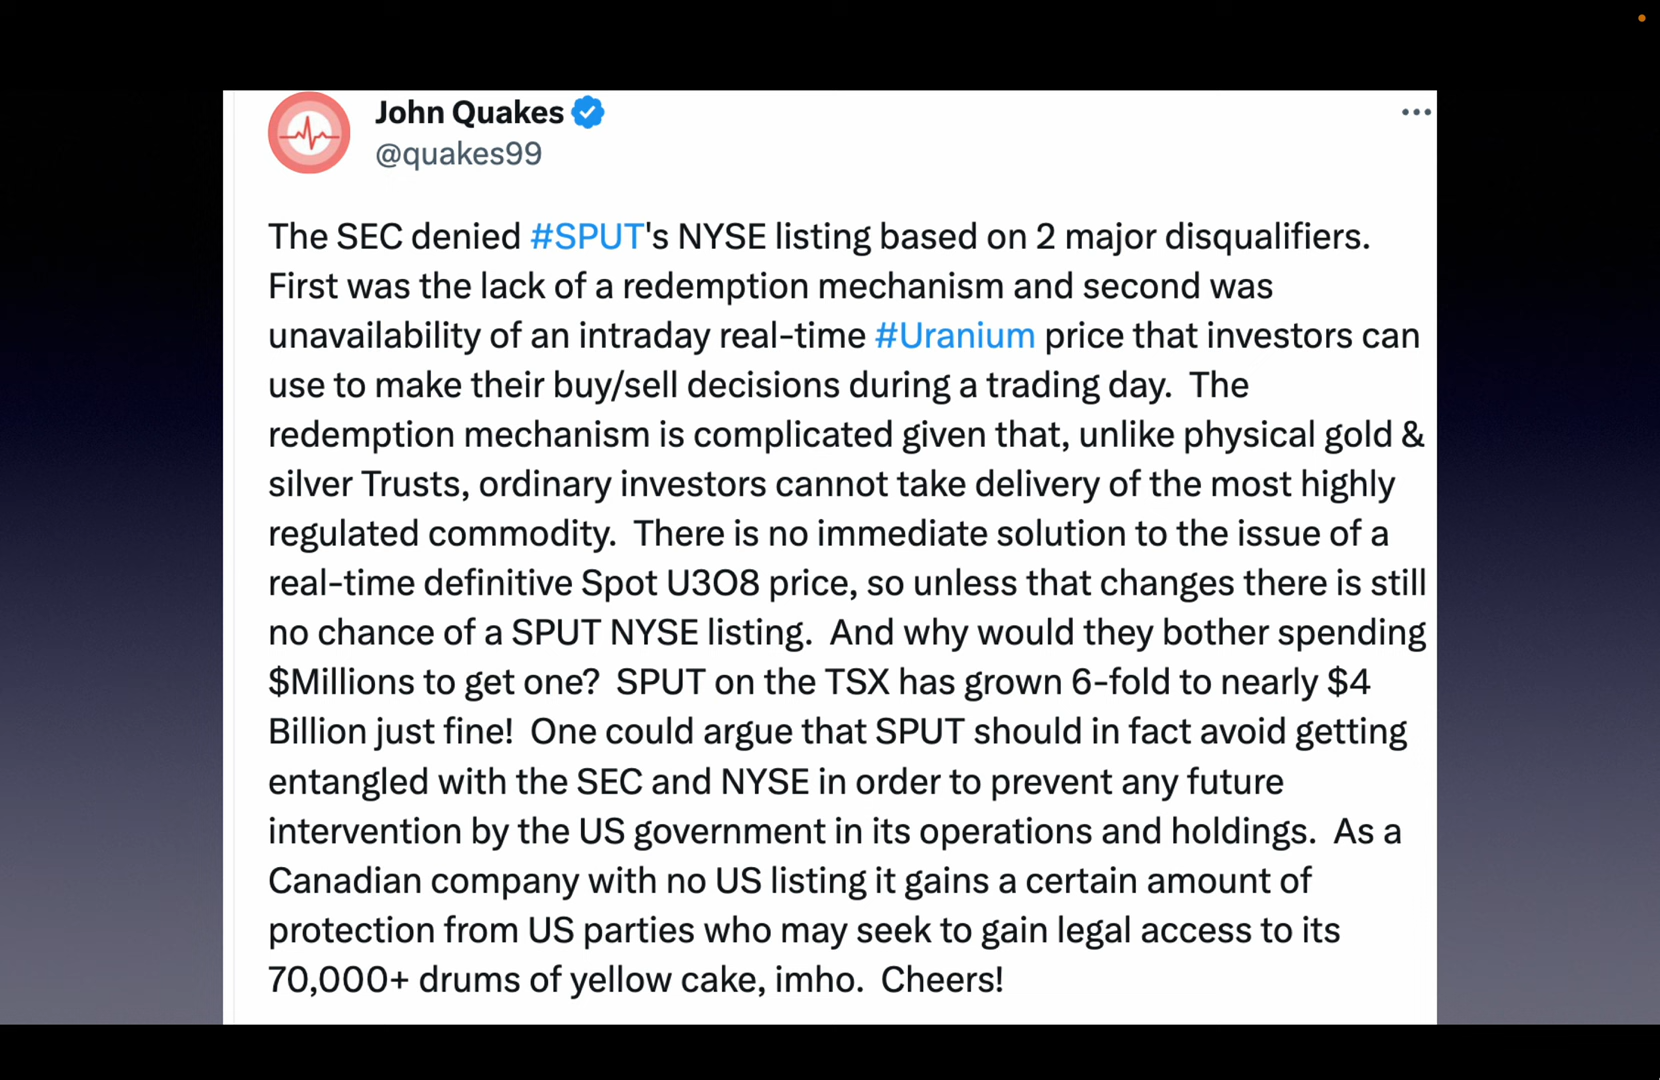 John Quakes
@quakes99
The SEC denied #SPUT's NYSE listing based on 2 major disqualifiers.
First was the lack of a redemption mechanism and second was
unavailability of an intraday real-time #Uranium price that investors can
use to make their buy/sell decisions during a trading day.  The
redemption mechanism is complicated given that, unlike physical gold &
silver Trusts, ordinary investors cannot take delivery of the most highly
regulated commodity.  There is no immediate solution to the issue of a
real-time definitive Spot U3O8 price, so unless that changes there is still
no chance of a SPUT NYSE listing.  And why would they bother spending
$Millions to get one?  SPUT on the TSX has grown 6-fold to nearly $4
Billion just fine!  One could argue that SPUT should in fact avoid getting
entangled with the SEC and NYSE in order to prevent any future
intervention by the US government in its operations and holdings.  As a
Canadian company with no US listing it gains a certain amount of
protection from US parties who may seek to gain legal access to its
70,000+ drums of yellow cake, imho.  Cheers!